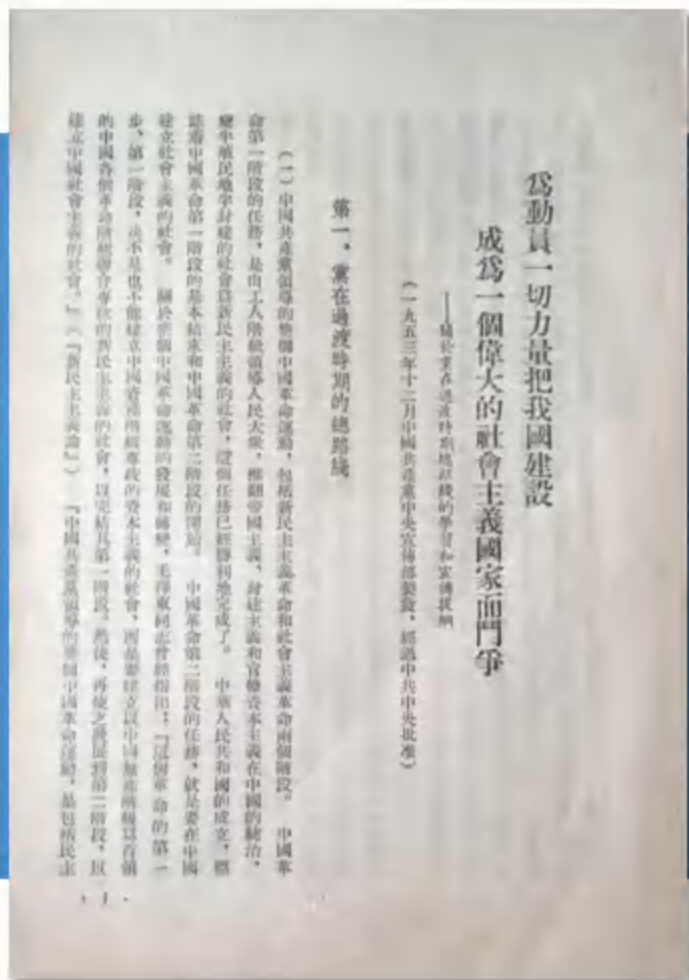 為動員一切力量把我國建設
成爲一個偉大的社會主義國家而鬥爭
——關於黨在過渡時期總路綫的學習和宣傳提綱
(一九五三年十二月中國共產黨中央宣傳部製發,經過中共中央批准)
第一、黨在過渡時期的總路綫
(一)中國共產黨領導的整個中國革命運動,包括新民主主義革命和社會主義革命兩個階段。 中國革
命第一階段的任務,是由工人階級領導人民大衆,推翻帝國主義、封建主義和官僚資本主義在中國的統治,
變半殖民地半封建的社會爲新民主主義的社會,這個任務已經勝利地完成了。 中華人民共和國的成立,標
誌着中國革命第一階段的基本結束和中國革命第二階段的開始。 中國革命第二階段的任務,就是要在中國
建立社會主義的社會。 關於整個中國革命運動的發展和轉變,毛澤東同志曾經指出:『這個革命的第一
步、第一階段,决不是也不能建立中國資產階級專政的資本主義的社會,而是要建立以中國無產階級爲首領
的中國各個革命階級聯合專政的新民主主義的社會,以完結其第一階段。然後,再使之發展到第二階段,以
建立中國社會主義的社會。』(『新民主主義論』) 『中國共產黨領導的整個中國革命運動,是包括民主
· 1 ·